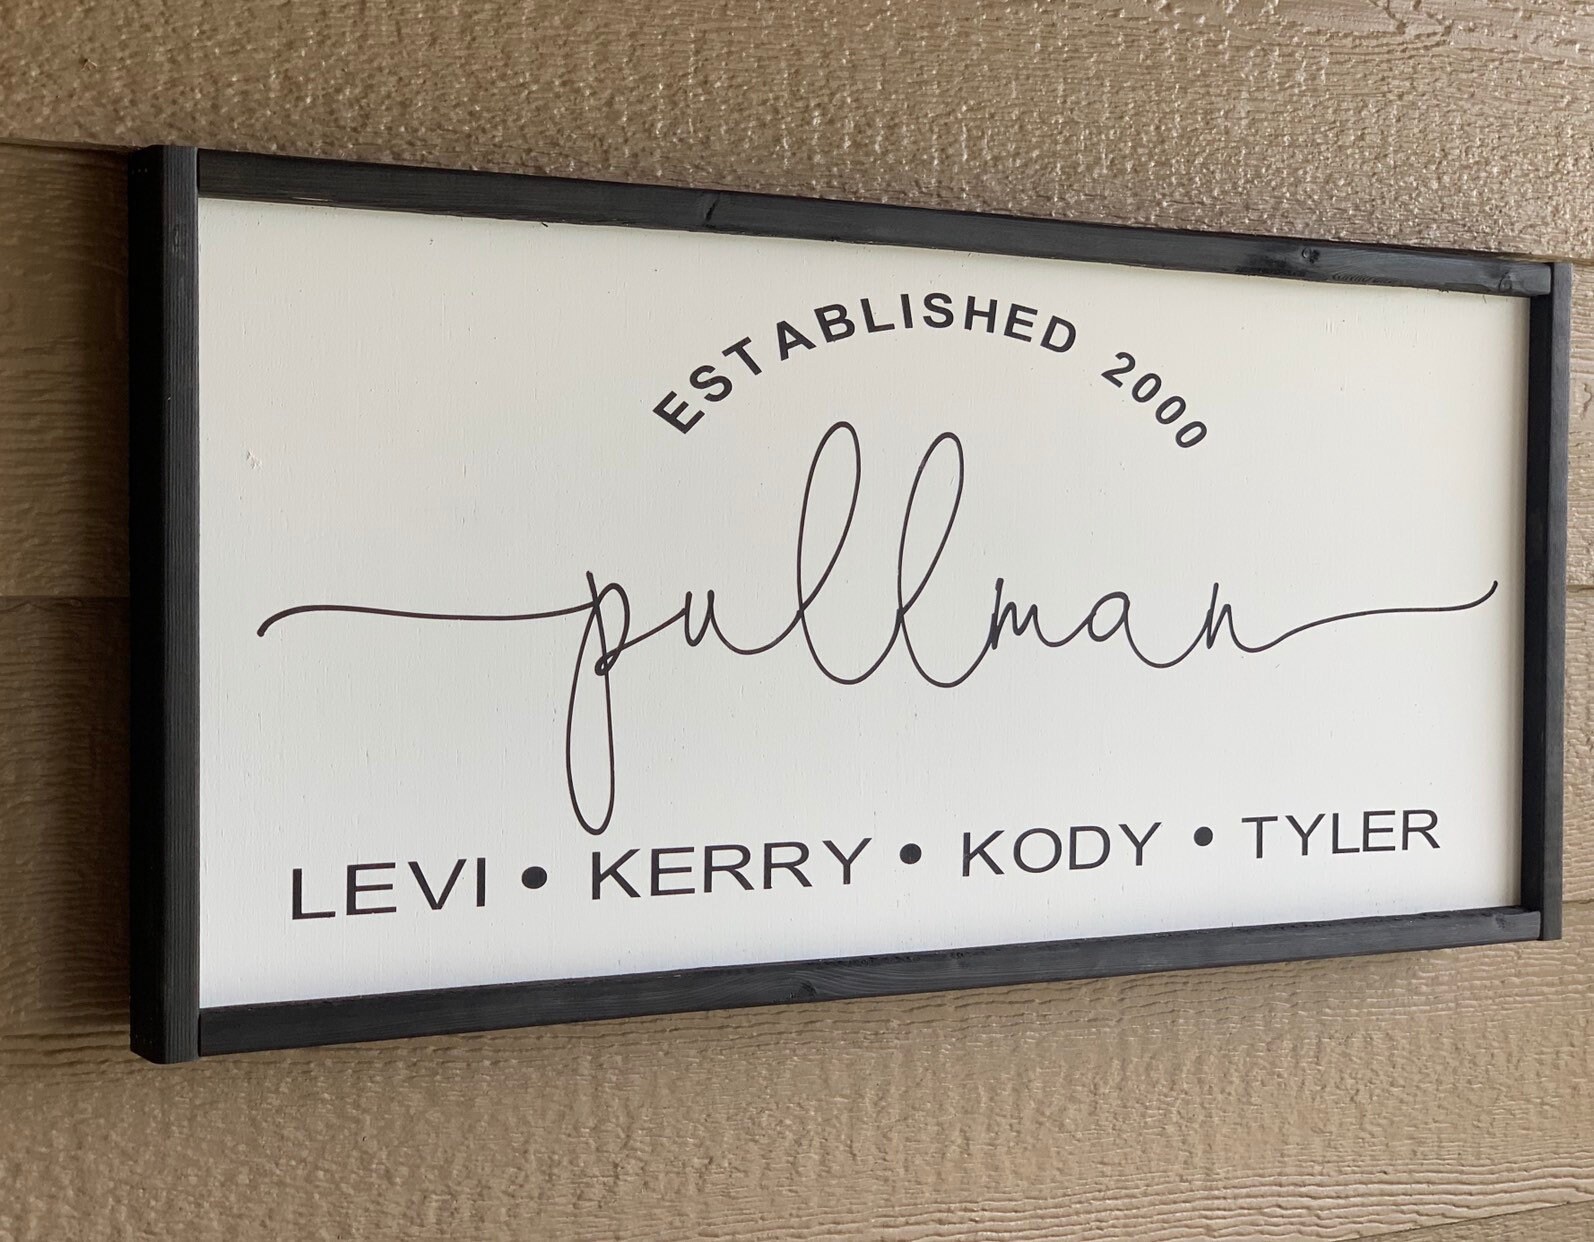 ESTABLISHED 2000
pullman
LEVI • KERRY • KODY • TYLER